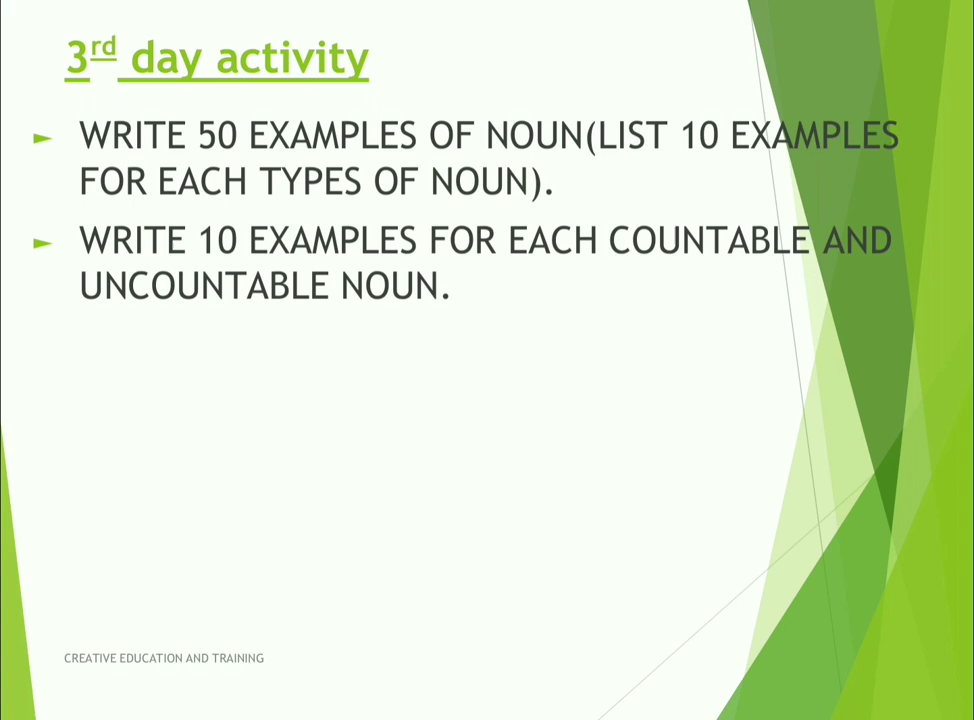 3rd day activity
► WRITE 50 EXAMPLES OF NOUN(LIST 10 EXAMPLES
FOR EACH TYPES OF NOUN).
► WRITE 10 EXAMPLES FOR EACH COUNTABLE AND
UNCOUNTABLE NOUN.
CREATIVE EDUCATION AND TRAINING